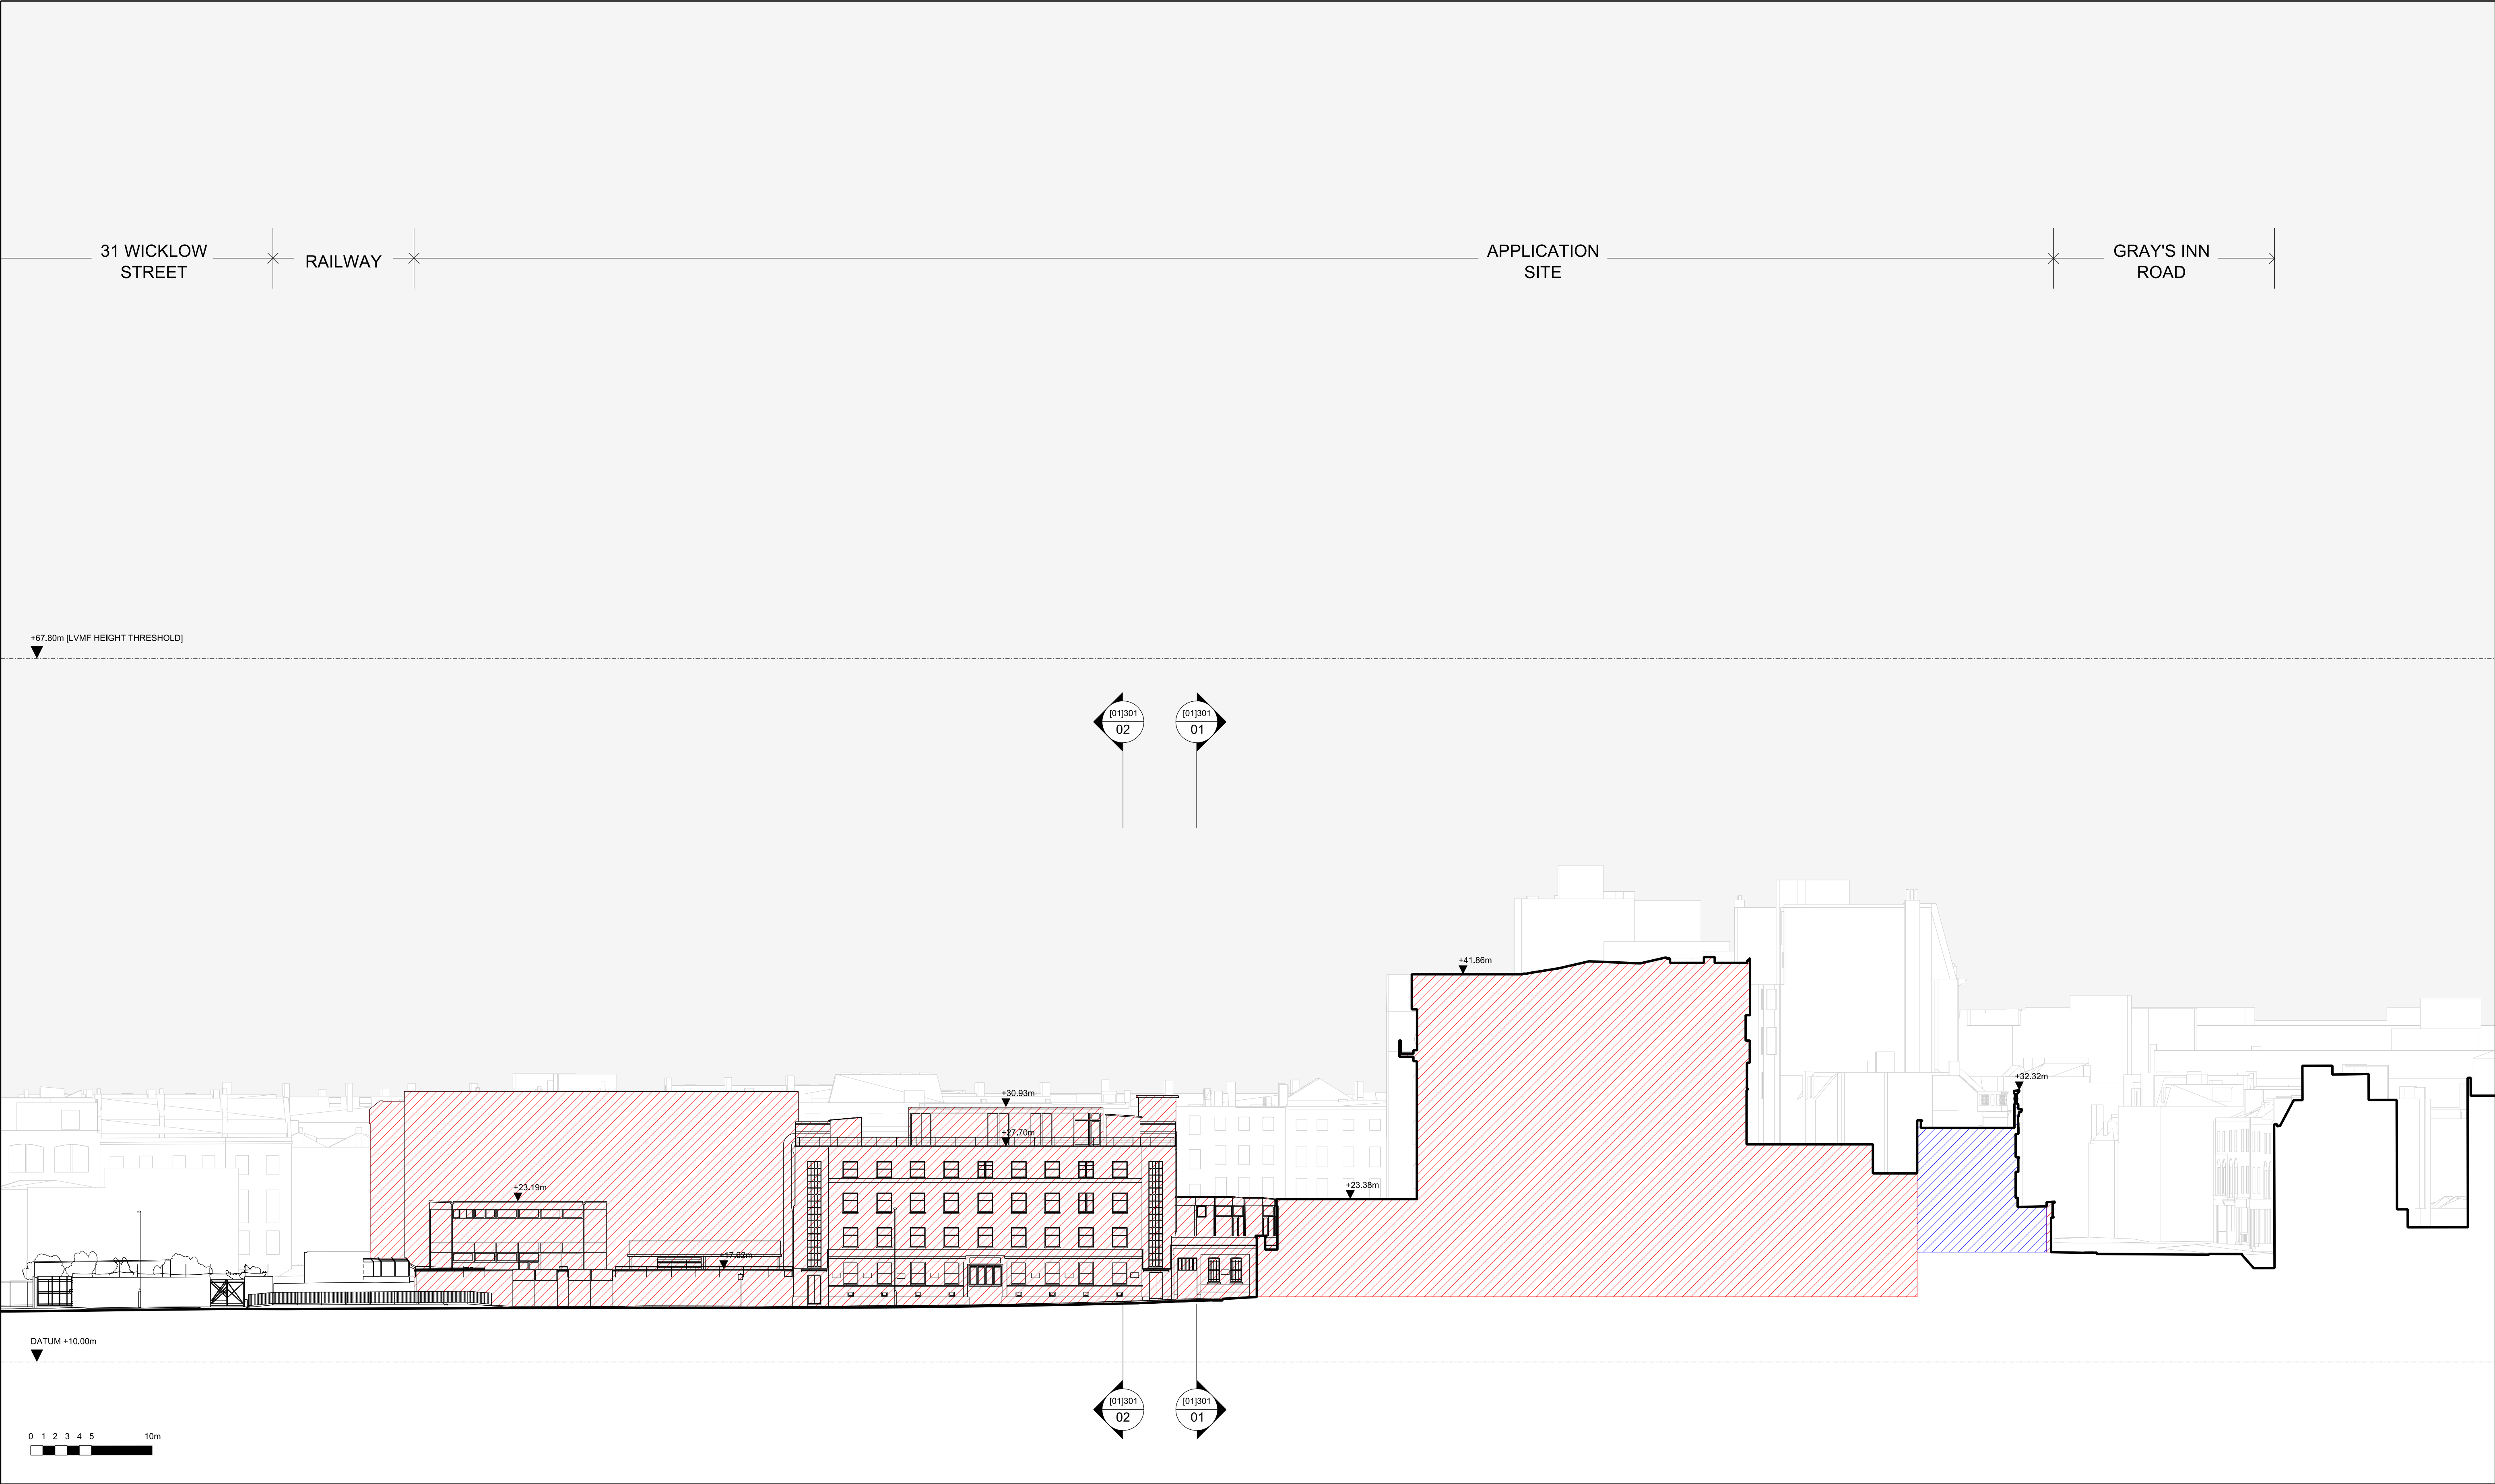 31 WICKLOW
STREET
RAILWAY
APPLICATION
SITE
GRAY'S INN
ROAD
+67.80m [LVMF HEIGHT THRESHOLD]
[01]301
02
[01]301
01
+41.86m
+32.32m
+30.93m
+27.70m
+23.19m
+23.38m
+17.62m
DATUM +10.00m
[01]301
02
[01]301
01
0 1 2 3 4 5 10m